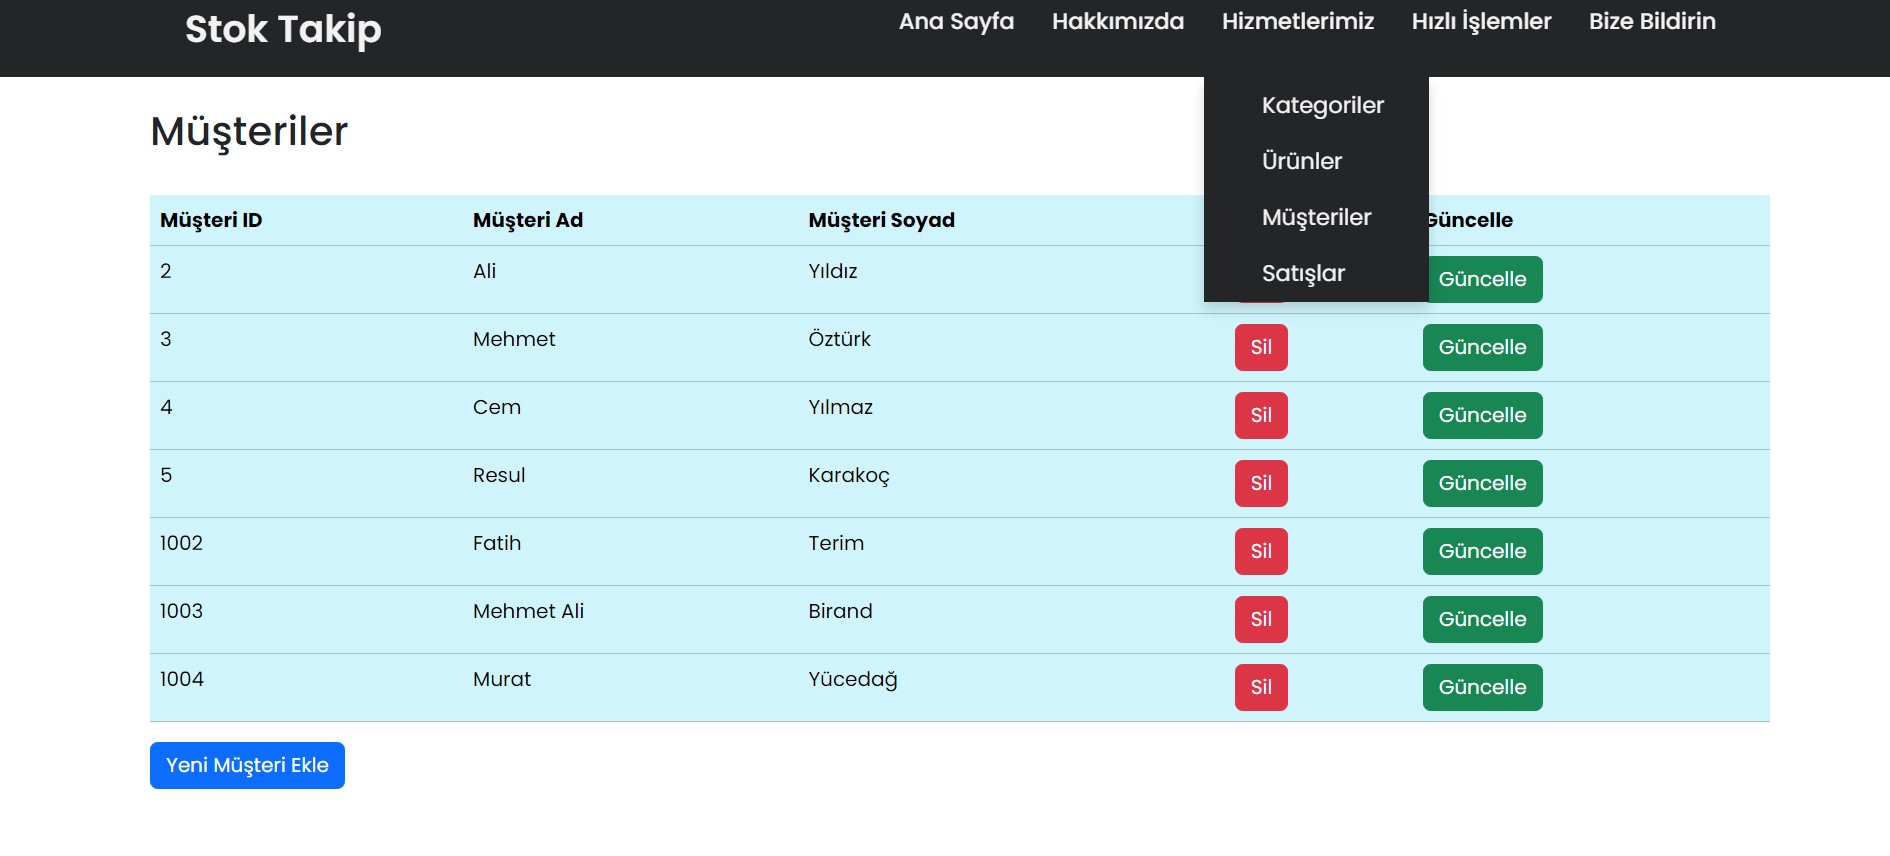 Stok Takip
Ana Sayfa Hakkımızda Hizmetlerimiz Hızlı İşlemler Bize Bildirin
Kategoriler
Ürünler
Müşteriler
Satışlar
Müşteriler
Müşteri ID Müşteri Ad Müşteri Soyad Güncelle
2 Ali Yıldız Güncelle
3 Mehmet Öztürk Sil Güncelle
4 Cem Yılmaz Sil Güncelle
5 Resul Karakoç Sil Güncelle
1002 Fatih Terim Sil Güncelle
1003 Mehmet Ali Birand Sil Güncelle
1004 Murat Yücedağ Sil Güncelle
Yeni Müşteri Ekle